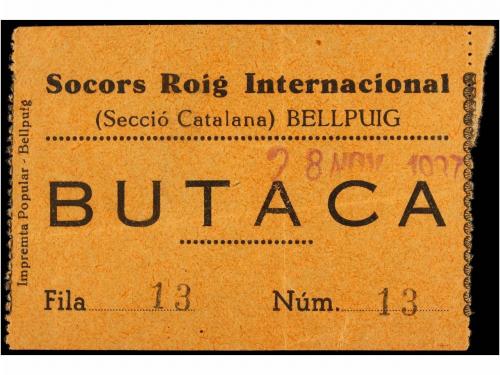 Socors Roig Internacional
(Secció Catalana) BELLPUIG
28 NOV. 1937
BUTACA
Fila 13 Núm. 13
Impremta Popular - Bellpuig